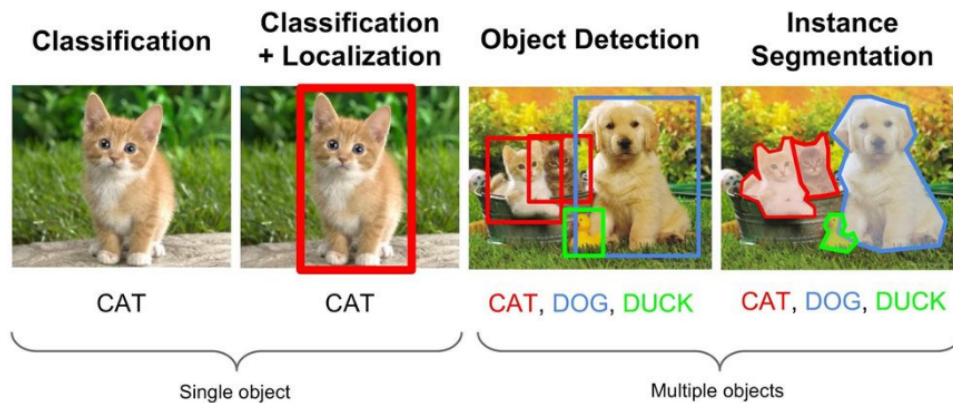 Classification
Classification
+ Localization
Object Detection
Instance
Segmentation
CAT
CAT
CAT, DOG, DUCK
CAT, DOG, DUCK
Single object
Multiple objects